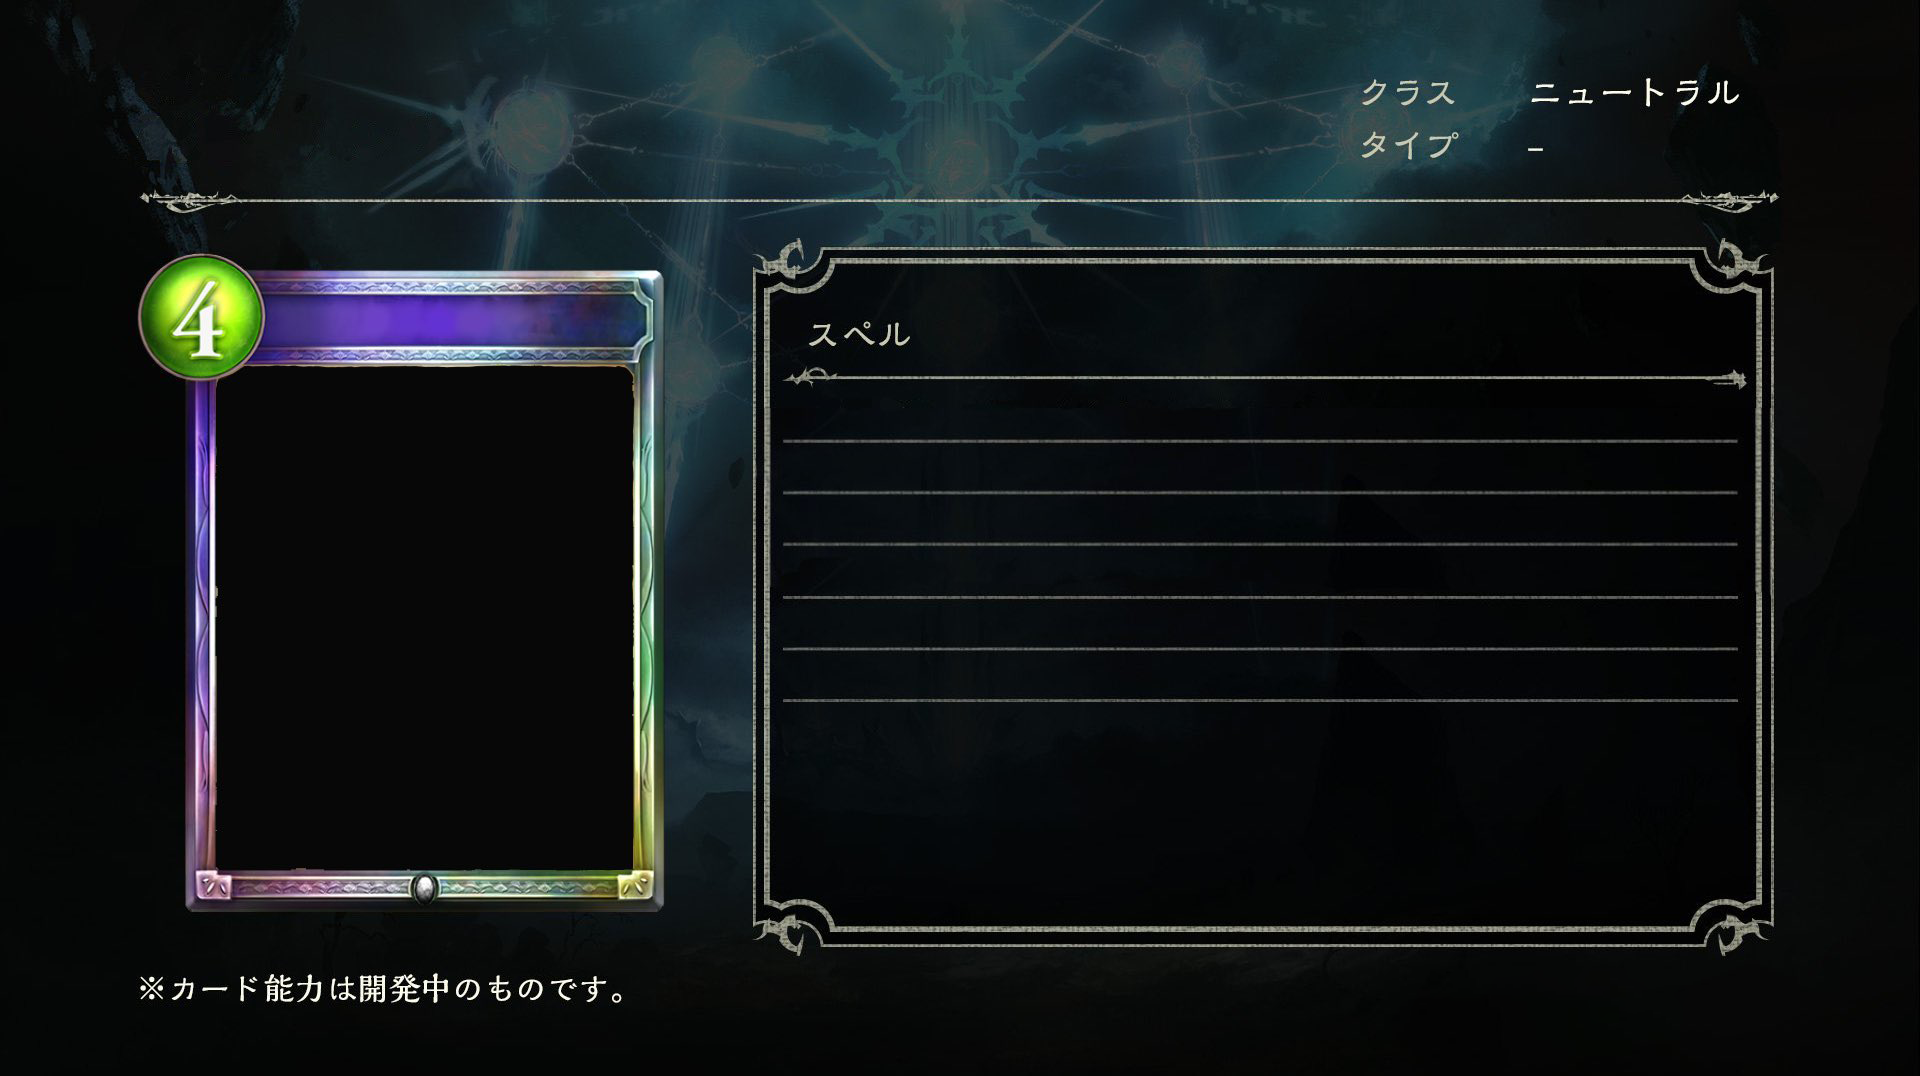 クラス ニュートラル
タイプ –
4
スペル
※カード能力は開発中のものです。